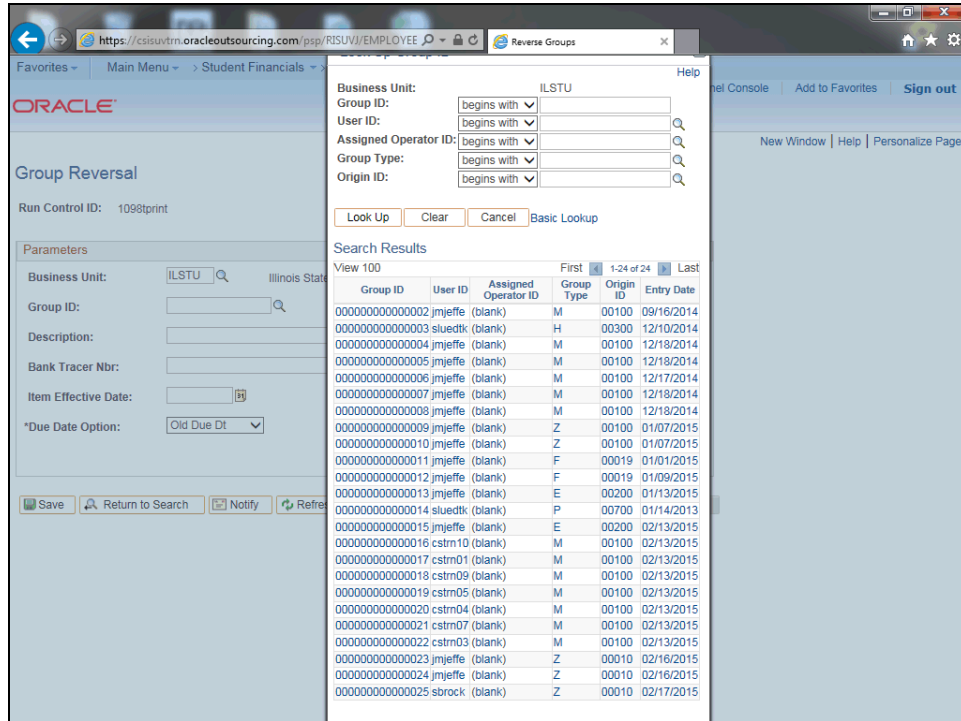 https://csisuvtrn.oracleoutsourcing.com/psp/RISUVJ/EMPLOYEE
Reverse Groups
Favorites
Main Menu
Student Financials
Help
nel Console
Add to Favorites
Sign out
ORACLE
New Window | Help | Personalize Page
Group Reversal
Run Control ID: 1098tprint
Parameters
Business Unit: ILSTU Illinois State
Group ID:
Description:
Bank Tracer Nbr:
Item Effective Date:
*Due Date Option: Old Due Dt
Save Return to Search Notify Refre
Look Up Group ID
Business Unit: ILSTU
Group ID: begins with
User ID: begins with
Assigned Operator ID: begins with
Group Type: begins with
Origin ID: begins with
Look Up Clear Cancel Basic Lookup
Search Results
View 100 First 1-24 of 24 Last
Group ID User ID Assigned Operator ID Group Type Origin ID Entry Date
000000000000002 jmjeffe (blank) M 00100 09/16/2014
000000000000003 sluedtk (blank) H 00300 12/10/2014
000000000000004 jmjeffe (blank) M 00100 12/18/2014
000000000000005 jmjeffe (blank) M 00100 12/18/2014
000000000000006 jmjeffe (blank) M 00100 12/17/2014
000000000000007 jmjeffe (blank) M 00100 12/18/2014
000000000000008 jmjeffe (blank) M 00100 12/18/2014
000000000000009 jmjeffe (blank) Z 00100 01/07/2015
000000000000010 jmjeffe (blank) Z 00100 01/07/2015
000000000000011 jmjeffe (blank) F 00019 01/01/2015
000000000000012 jmjeffe (blank) F 00019 01/09/2015
000000000000013 jmjeffe (blank) E 00200 01/13/2015
000000000000014 sluedtk (blank) P 00700 01/14/2013
000000000000015 jmjeffe (blank) E 00200 02/13/2015
000000000000016 cstrn10 (blank) M 00100 02/13/2015
000000000000017 cstrn01 (blank) M 00100 02/13/2015
000000000000018 cstrn09 (blank) M 00100 02/13/2015
000000000000019 cstrn05 (blank) M 00100 02/13/2015
000000000000020 cstrn04 (blank) M 00100 02/13/2015
000000000000021 cstrn07 (blank) M 00100 02/13/2015
000000000000022 cstrn03 (blank) M 00100 02/13/2015
000000000000023 jmjeffe (blank) Z 00010 02/16/2015
000000000000024 jmjeffe (blank) Z 00010 02/16/2015
000000000000025 sbrock (blank) Z 00010 02/17/2015